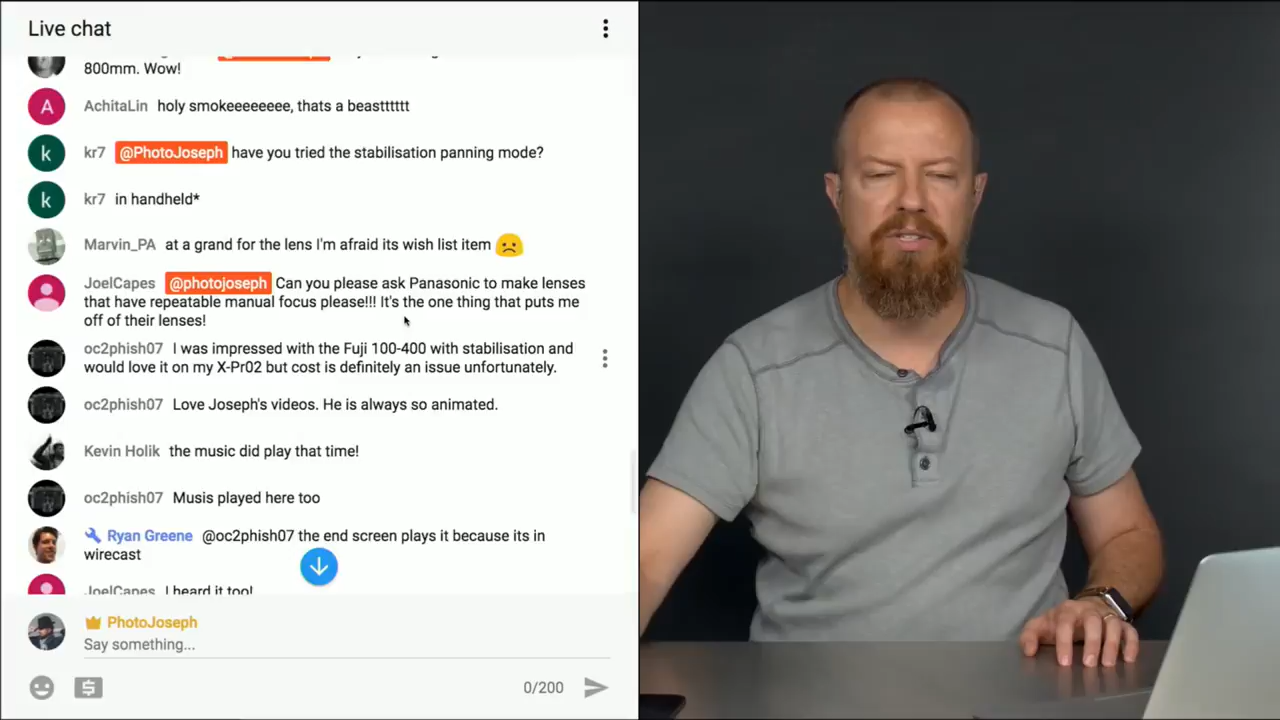 Live chat
800mm. Wow!
A AchitaLin holy smokeeeeeeee, thats a beastttttt
k kr7 @PhotoJoseph have you tried the stabilisation panning mode?
k kr7 in handheld*
Marvin_PA at a grand for the lens I'm afraid its wish list item
JoelCapes @photojoseph Can you please ask Panasonic to make lenses
that have repeatable manual focus please!!! It's the one thing that puts me
off of their lenses!
oc2phish07 I was impressed with the Fuji 100-400 with stabilisation and
would love it on my X-Pr02 but cost is definitely an issue unfortunately.
oc2phish07 Love Joseph's videos. He is always so animated.
Kevin Holik the music did play that time!
oc2phish07 Musis played here too
Ryan Greene @oc2phish07 the end screen plays it because its in
wirecast
JoelCapes I heard it too!
PhotoJoseph
Say something...
$ 0/200